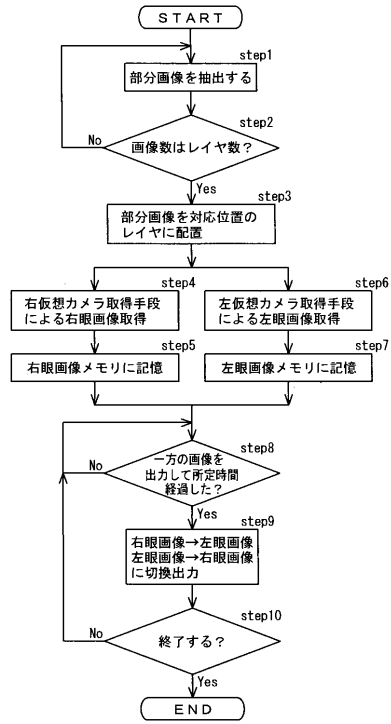 START
step1
部分画像を抽出する
step2
画像数はレイヤ数？
No
Yes
step3
部分画像を対応位置の
レイヤに配置
step4
右仮想カメラ取得手段
による右眼画像取得
step6
左仮想カメラ取得手段
による左眼画像取得
step5
右眼画像メモリに記憶
step7
左眼画像メモリに記憶
step8
一方の画像を
出力して所定時間
経過した？
No
Yes
step9
右眼画像→左眼画像
左眼画像→右眼画像
に切換出力
step10
終了する？
No
Yes
END